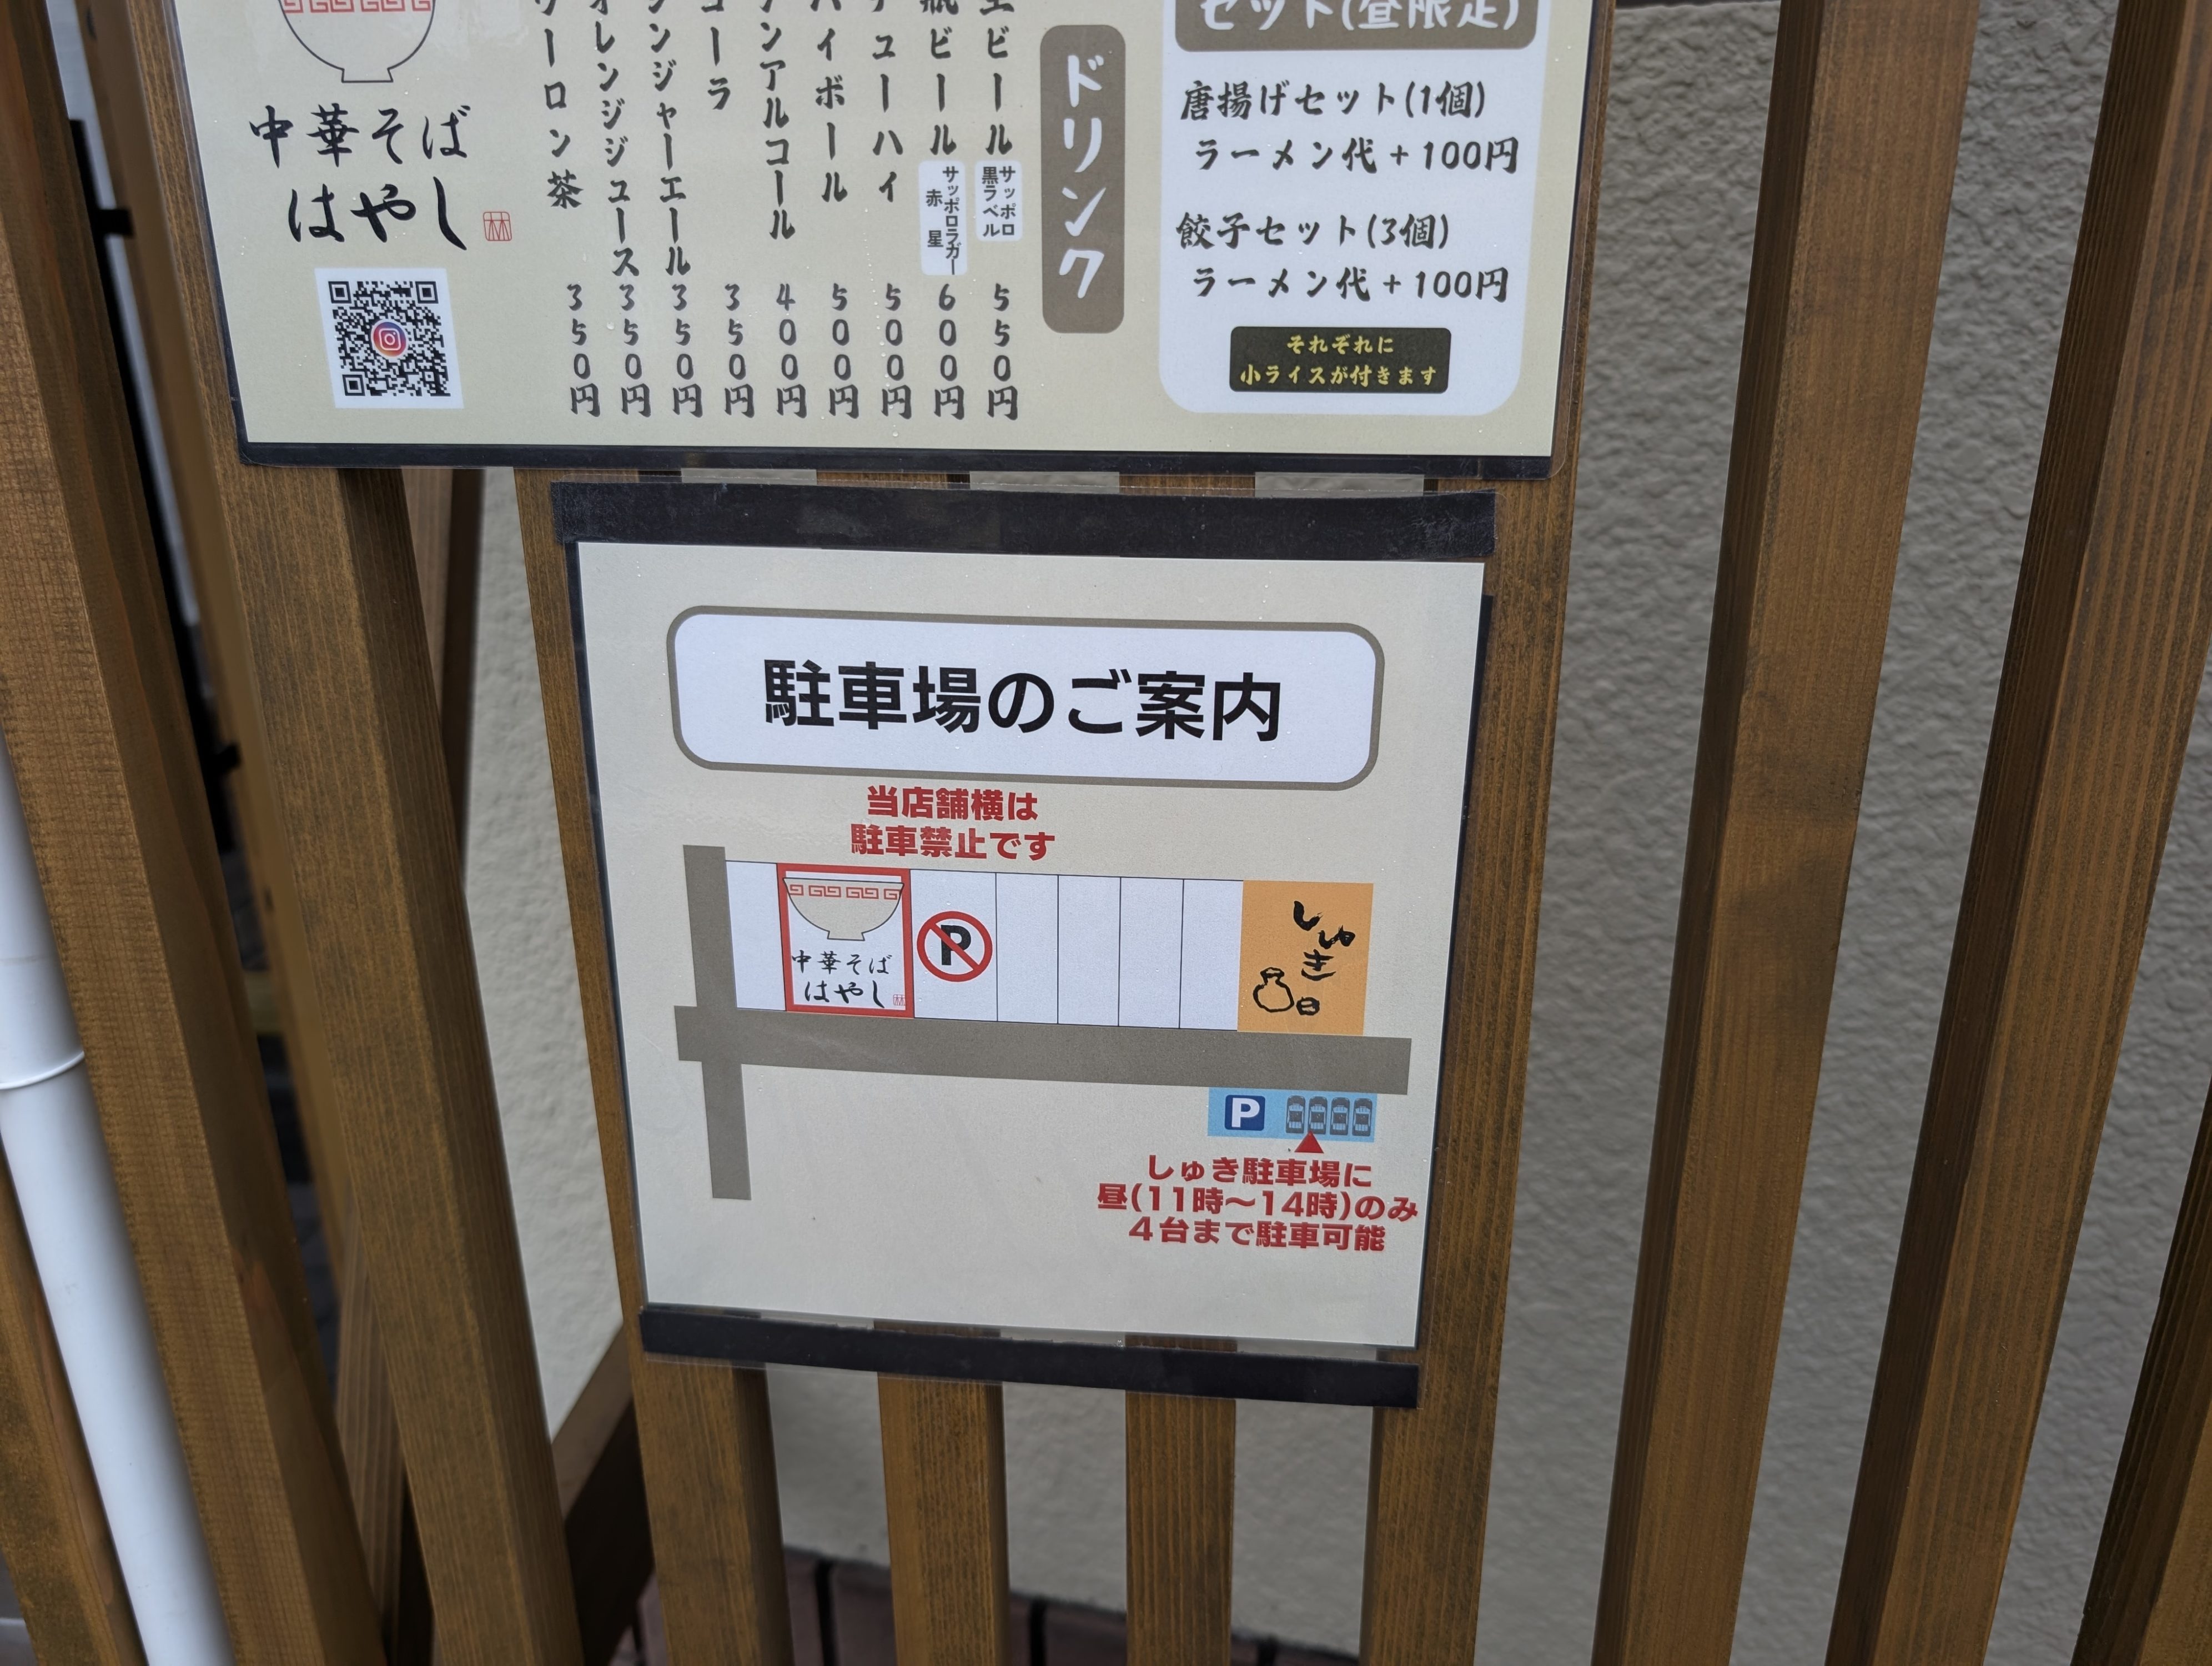 セット(昼限定)
唐揚げセット(1個)
ラーメン代+100円
餃子セット(3個)
ラーメン代+100円
それぞれに
小ライスが付きます
ドリンク
生ビール サッポロ黒ラベル 550円
瓶ビール サッポロラガー赤星 600円
チューハイ 500円
ハイボール 500円
ノンアルコール 400円
コーラ 350円
ジンジャーエール 350円
オレンジジュース 350円
ウーロン茶 350円
中華そば
はやし
林
駐車場のご案内
当店舗横は
駐車禁止です
中華そば
はやし
林
P
しゅき
P
しゅき駐車場に
昼(11時～14時)のみ
4台まで駐車可能